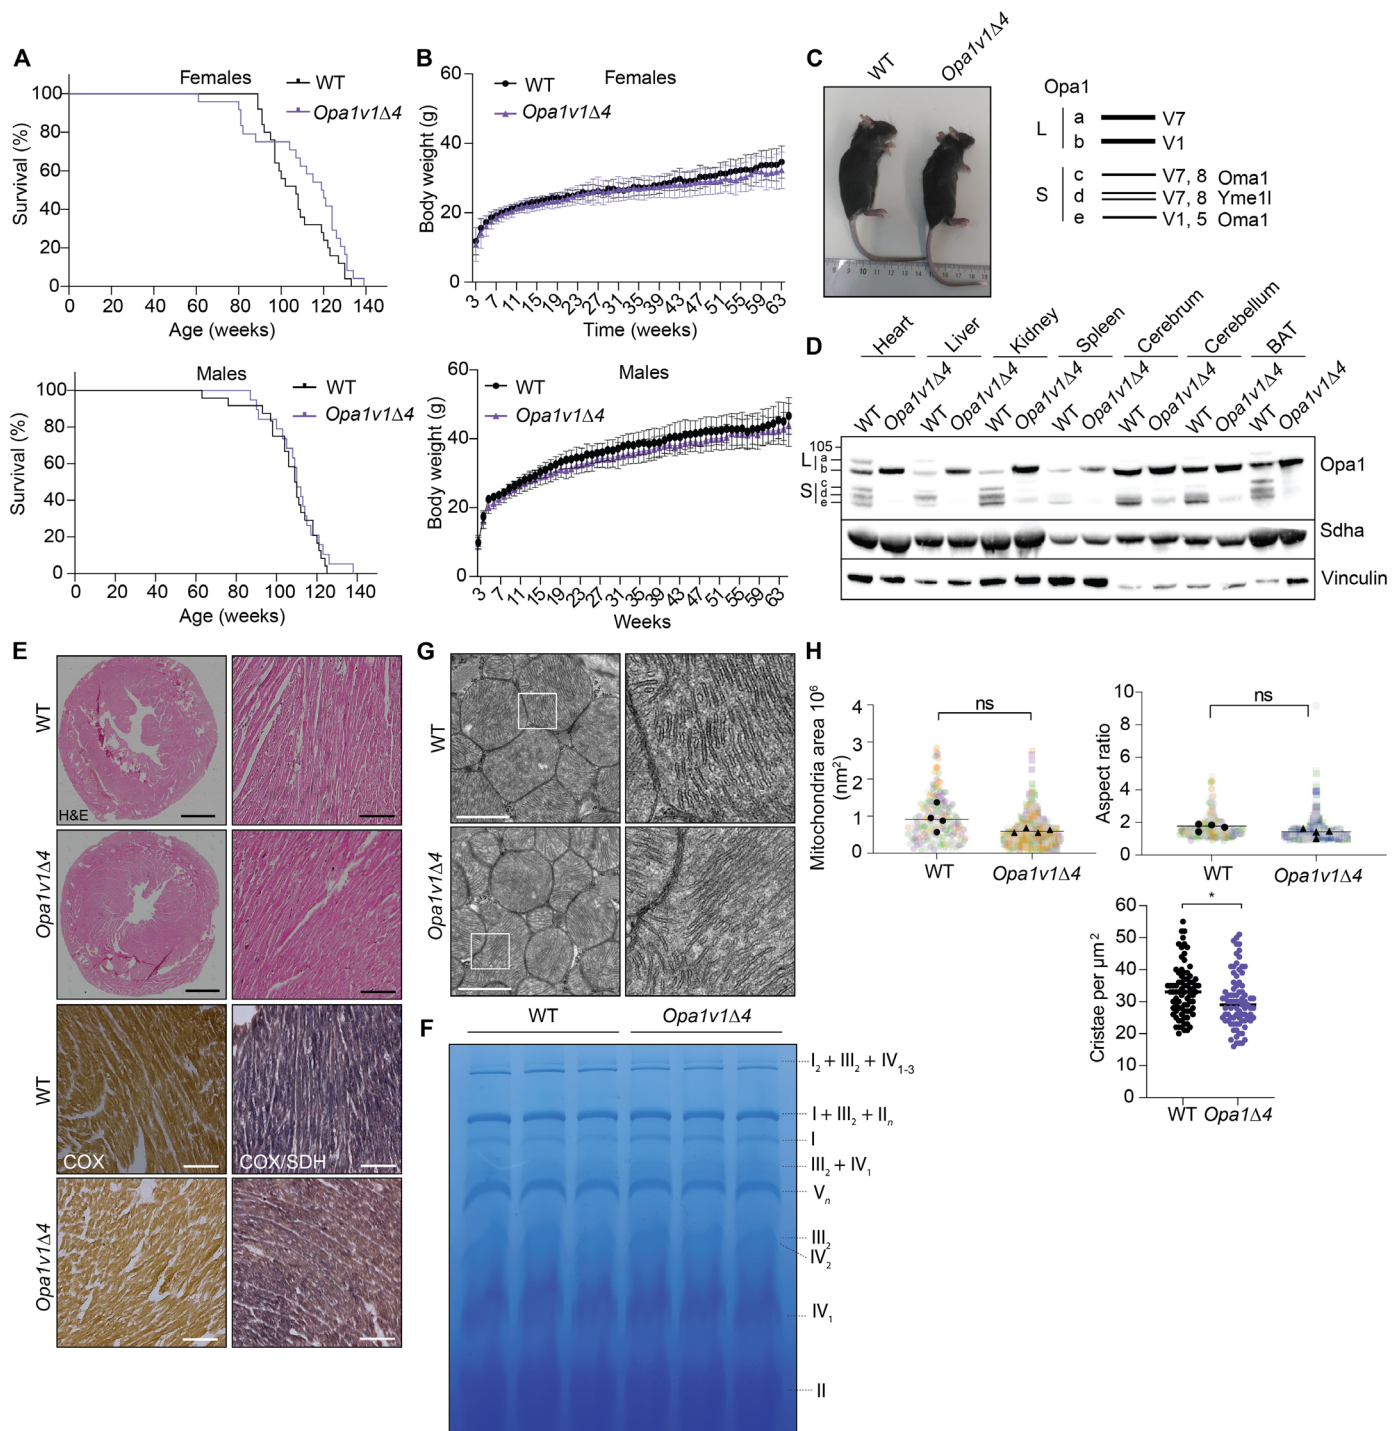 A
Females
WT
Opa1v1Δ4
Survival (%)
100
80
60
40
20
0
0 20 40 60 80 100 120 140
Age (weeks)
Males
WT
Opa1v1Δ4
Survival (%)
100
80
60
40
20
0
0 20 40 60 80 100 120 140
Age (weeks)
B
Females
WT
Opa1v1Δ4
Body weight (g)
60
40
20
0
3 7 11 15 19 23 27 31 35 39 43 47 51 55 59 63
Time (weeks)
Males
WT
Opa1v1Δ4
Body weight (g)
60
40
20
0
3 7 11 15 19 23 27 31 35 39 43 47 51 55 59 63
Weeks
C
WT
Opa1v1Δ4
Opa1
L
a V7
b V1
S
c V7, 8 Oma1
d V7, 8 Yme1l
e V1, 5 Oma1
D
Heart Liver Kidney Spleen Cerebrum Cerebellum BAT
WT Opa1v1Δ4 WT Opa1v1Δ4 WT Opa1v1Δ4 WT Opa1v1Δ4 WT Opa1v1Δ4 WT Opa1v1Δ4 WT Opa1v1Δ4
105
L a
b
S c
d
e
Opa1
Sdha
Vinculin
E
WT
H&E
Opa1v1Δ4
WT
COX
COX/SDH
Opa1v1Δ4
G
WT
Opa1v1Δ4
F
WT Opa1v1Δ4
I2 + III2 + IV1-3
I + III2 + IIn
I
III2 + IV1
Vn
III2
IV2
IV1
II
H
Mitochondria area 10⁶
(nm²)
4
3
2
1
0
ns
WT Opa1v1Δ4
Aspect ratio
10
8
6
4
2
0
ns
WT Opa1v1Δ4
Cristae per μm²
60
50
40
30
20
10
0
*
WT Opa1Δ4